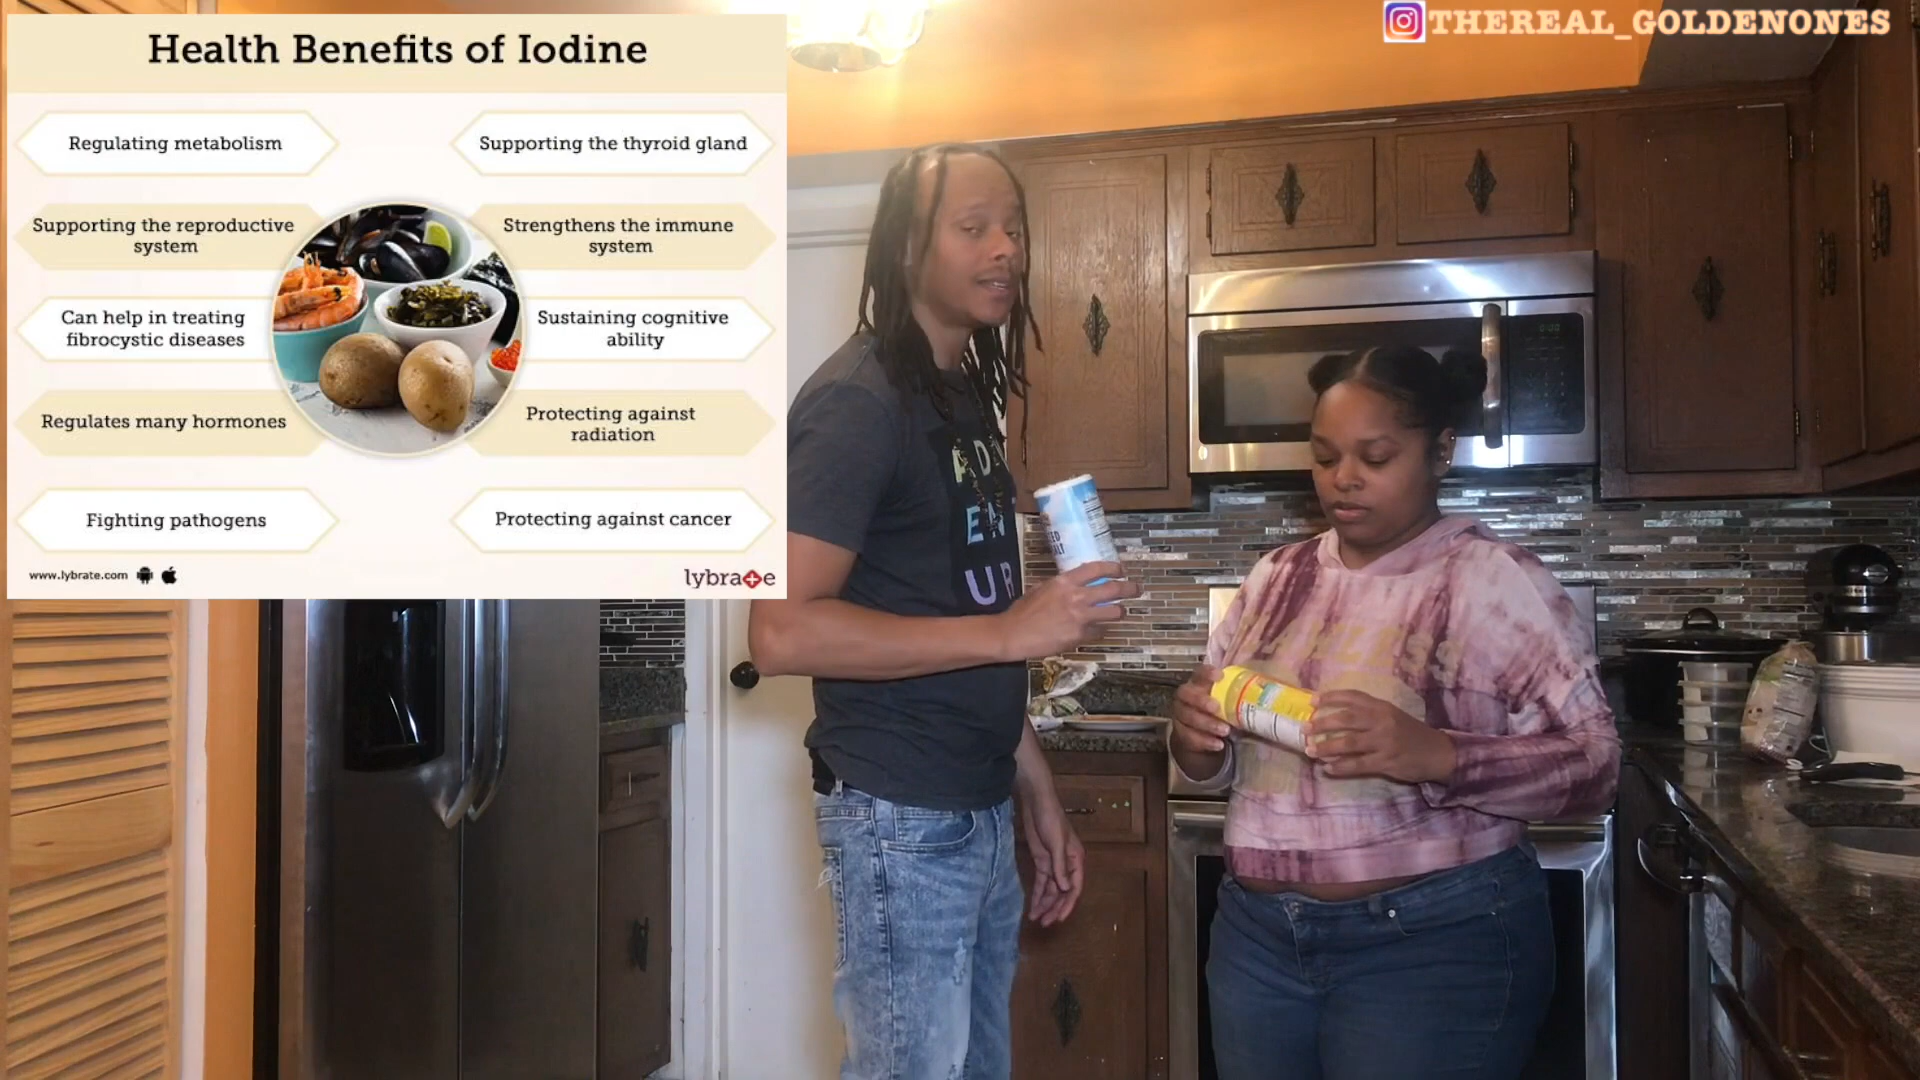 Health Benefits of Iodine
Regulating metabolism
Supporting the thyroid gland
Supporting the reproductive
system
Strengthens the immune
system
Can help in treating
fibrocystic diseases
Sustaining cognitive
ability
Regulates many hormones
Protecting against
radiation
Fighting pathogens
Protecting against cancer
www.lybrate.com
lybrate
THEREAL_GOLDENONES